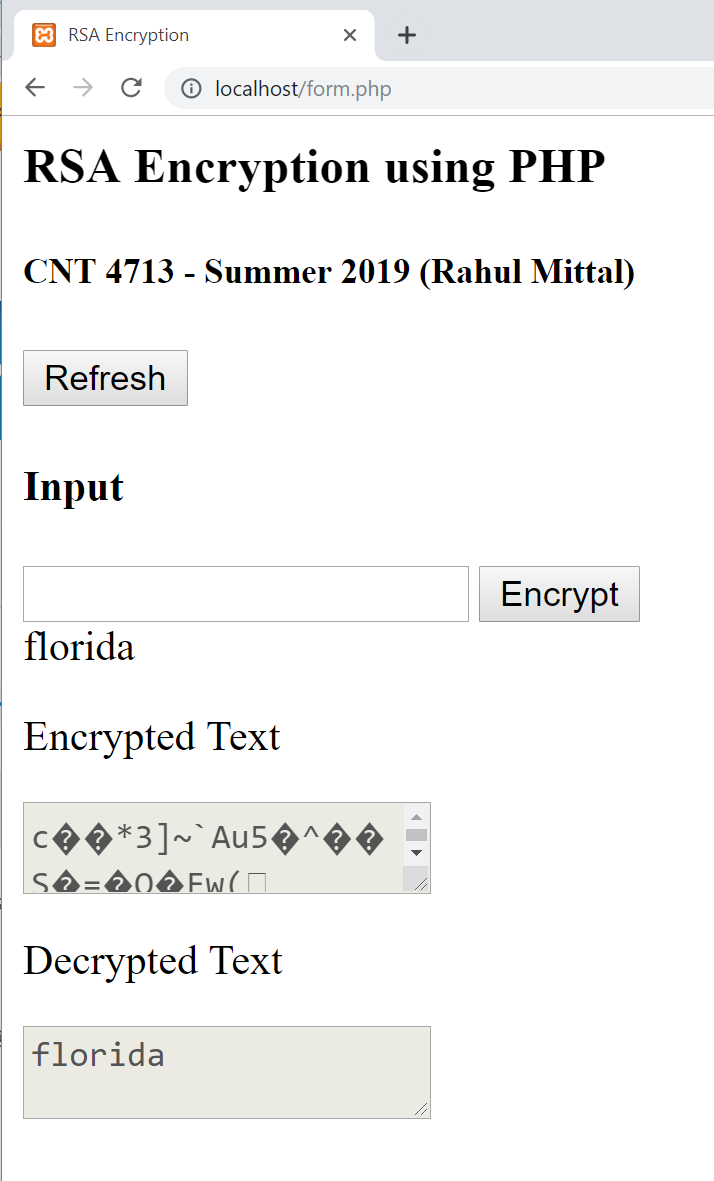 RSA Encryption
localhost/form.php
RSA Encryption using PHP
CNT 4713 - Summer 2019 (Rahul Mittal)
Refresh
Input
Encrypt
florida
Encrypted Text
c��*3]~`Au5�^��
S�=�O�Ew(□
Decrypted Text
florida